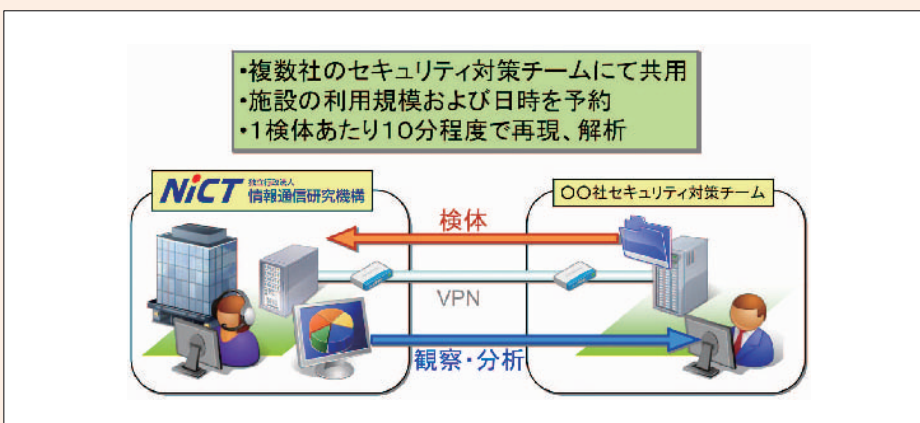 ・複数社のセキュリティ対策チームにて共用
・施設の利用規模および日時を予約
・1検体あたり10分程度で再現、解析
NiCT 独立行政法人
情報通信研究機構
〇〇社セキュリティ対策チーム
検体
VPN
観察・分析